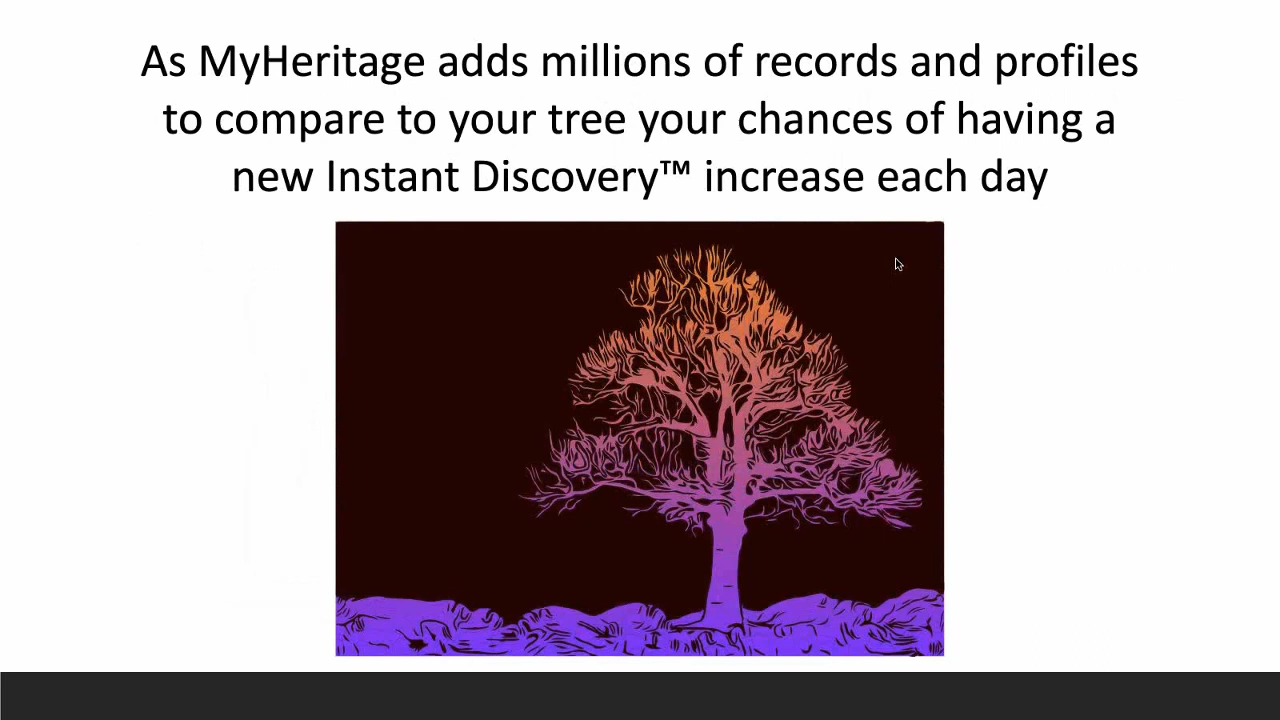 As MyHeritage adds millions of records and profiles
to compare to your tree your chances of having a
new Instant Discovery™ increase each day